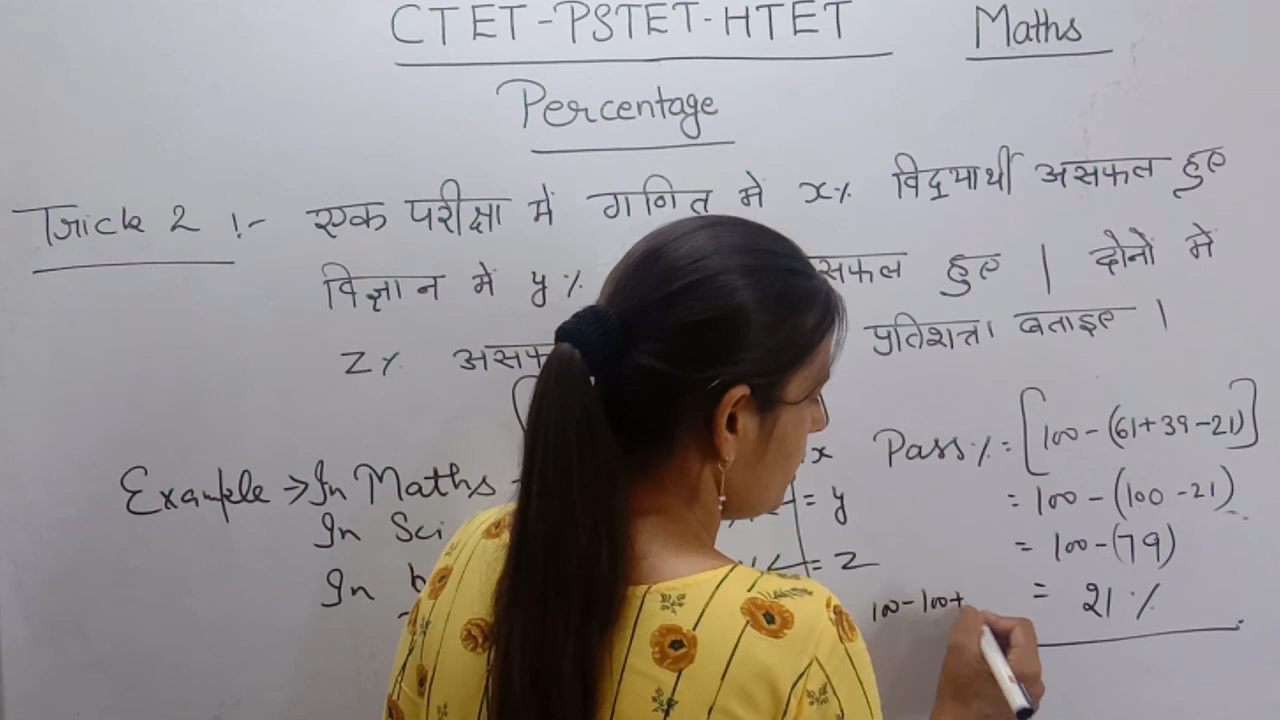 CTET-PSTET-HTET Maths
Percentage
Trick 2 :- एक परीक्षा में गणित में x% विद्यार्थी असफल हुए
विज्ञान में y% सफल हुए | दोनों में
z% असफ प्रतिशत बताइए |
Example → In Maths - x
In Sci = y
In b = z
Pass% = [100-(61+39-21)]
= 100-(100-21)
= 100-(79)
= 21%
100-100+